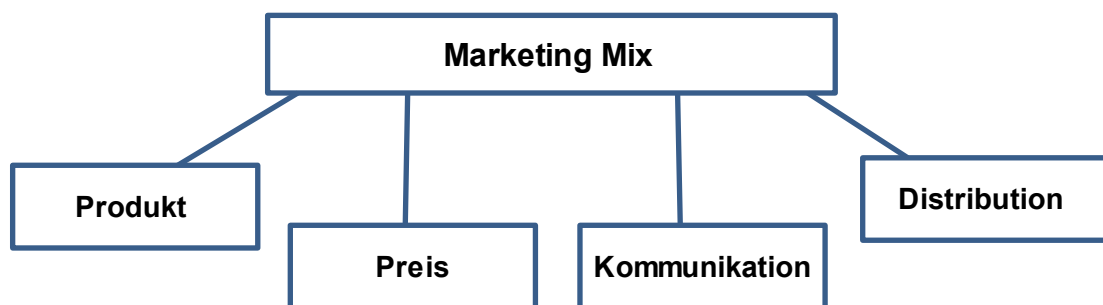 Marketing Mix
Produkt
Preis
Kommunikation
Distribution